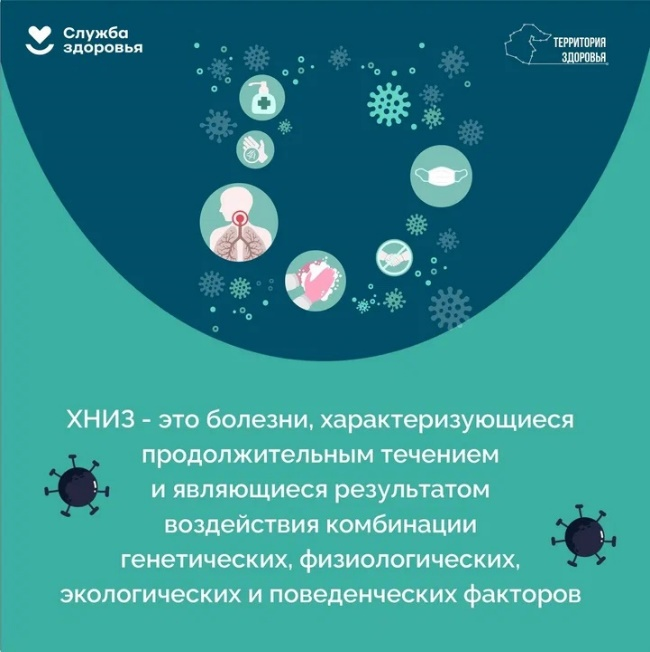 Служба
здоровья
ТЕРРИТОРИЯ
ЗДОРОВЬЯ
ХНИЗ - это болезни, характеризующиеся
продолжительным течением
и являющиеся результатом
воздействия комбинации
генетических, физиологических,
экологических и поведенческих факторов